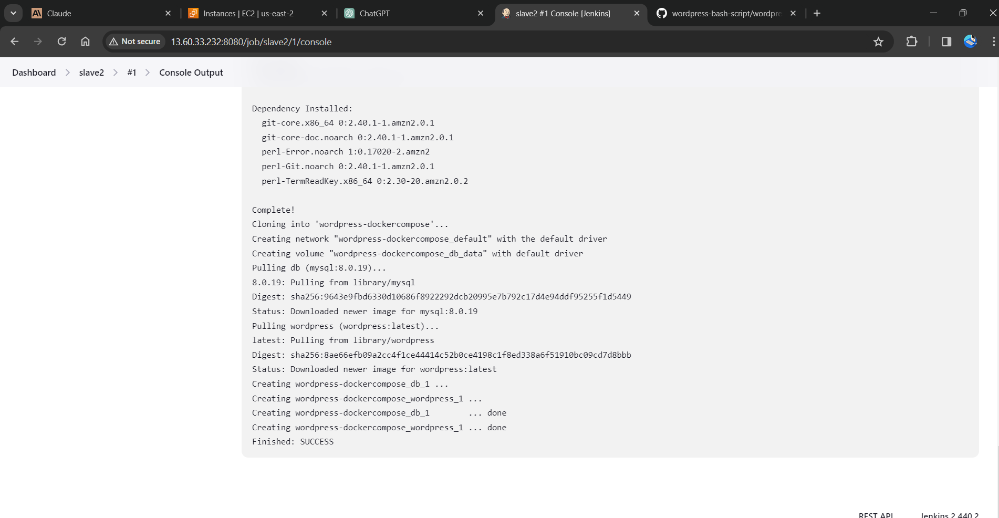 Claude
Instances | EC2 | us-east-2
ChatGPT
slave2 #1 Console [Jenkins]
wordpress-bash-script/wordpre
Not secure
13.60.33.232:8080/job/slave2/1/console
Dashboard
slave2
#1
Console Output
Dependency Installed:
git-core.x86_64 0:2.40.1-1.amzn2.0.1
git-core-doc.noarch 0:2.40.1-1.amzn2.0.1
perl-Error.noarch 1:0.17020-2.amzn2
perl-Git.noarch 0:2.40.1-1.amzn2.0.1
perl-TermReadKey.x86_64 0:2.30-20.amzn2.0.2
Complete!
Cloning into 'wordpress-dockercompose'...
Creating network "wordpress-dockercompose_default" with the default driver
Creating volume "wordpress-dockercompose_db_data" with default driver
Pulling db (mysql:8.0.19)...
8.0.19: Pulling from library/mysql
Digest: sha256:9643e9fbd6330d10686f8922292dcb20995e7b792c17d4e94ddf95255f1d5449
Status: Downloaded newer image for mysql:8.0.19
Pulling wordpress (wordpress:latest)...
latest: Pulling from library/wordpress
Digest: sha256:8ae66efb09a2cc4f1ce44414c52b0ce4198c1f8ed338a6f51910bc09cd7d8bbb
Status: Downloaded newer image for wordpress:latest
Creating wordpress-dockercompose_db_1 ...
Creating wordpress-dockercompose_wordpress_1 ...
Creating wordpress-dockercompose_db_1        ... done
Creating wordpress-dockercompose_wordpress_1 ... done
Finished: SUCCESS
REST API
Jenkins 2.440.2